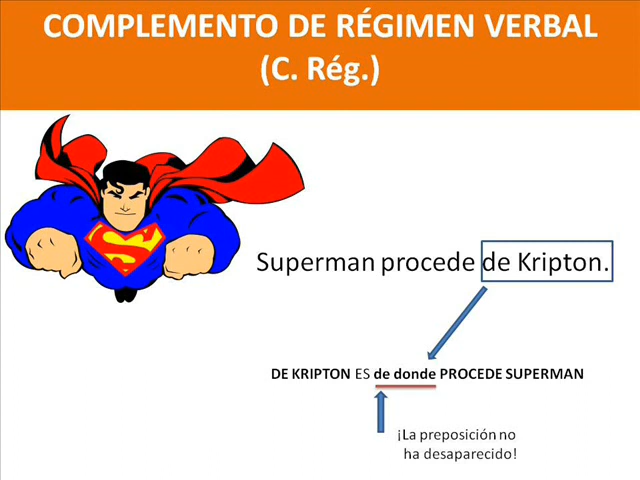 COMPLEMENTO DE RÉGIMEN VERBAL
(C. Rég.)
Superman procede de Kripton.
DE KRIPTON ES de donde PROCEDE SUPERMAN
¡La preposición no
ha desaparecido!